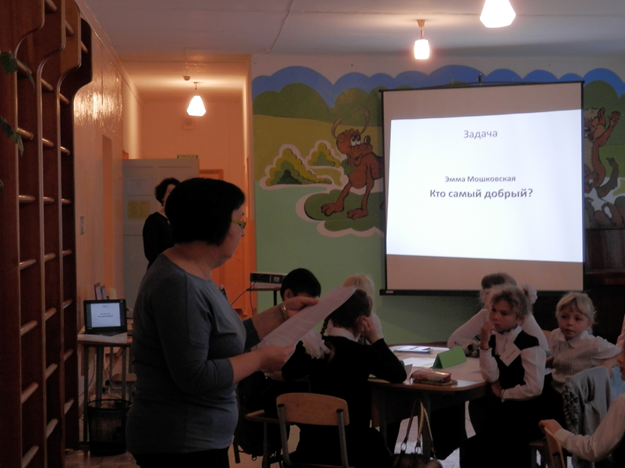 Задача
Эмма Мошковская
Кто самый добрый?